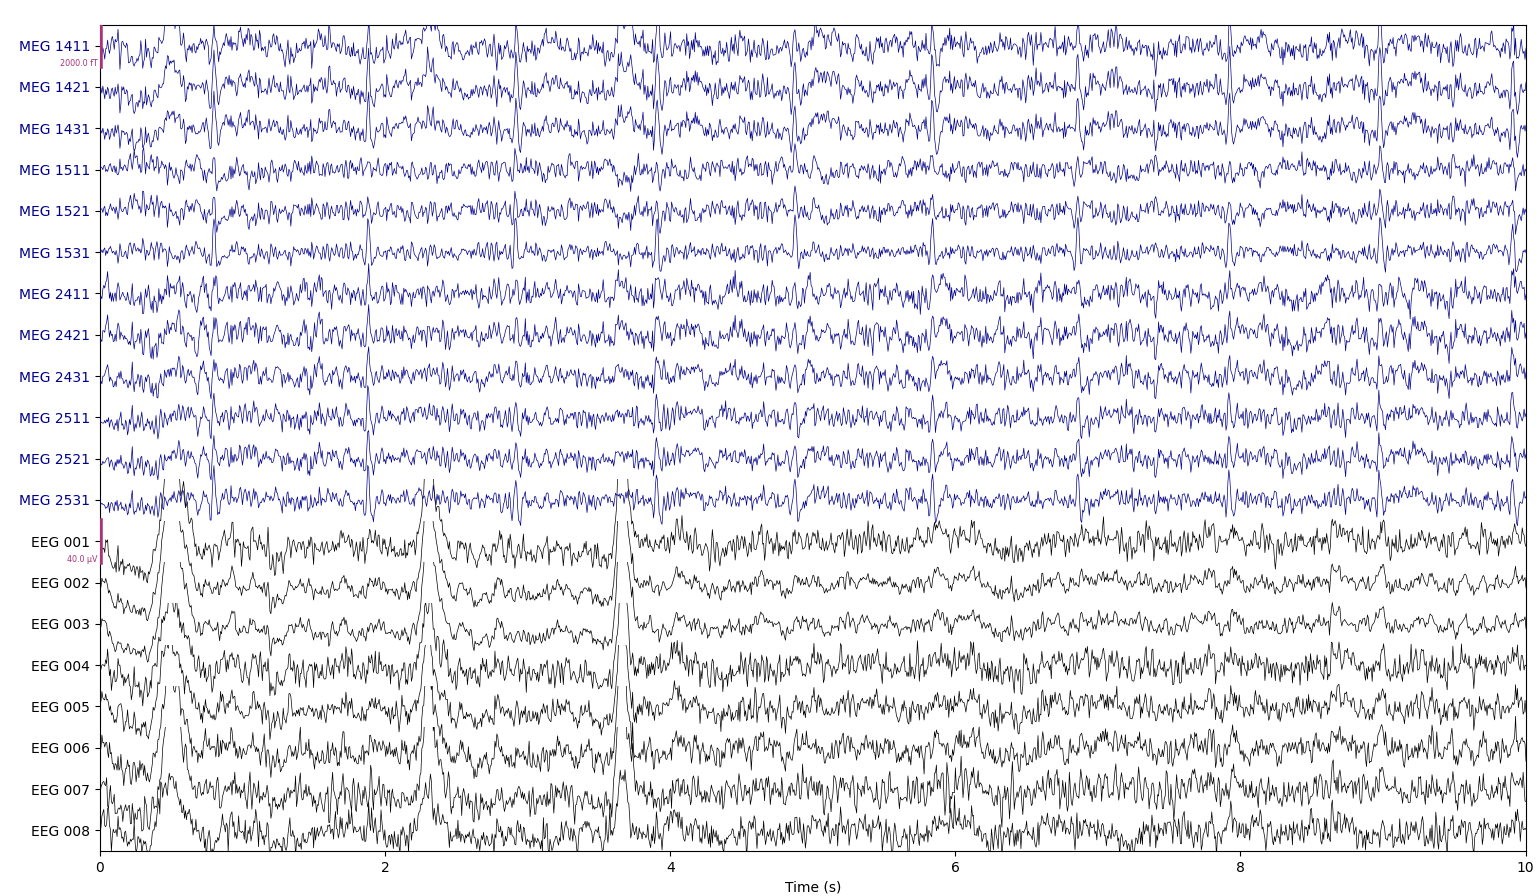 MEG 1411
2000.0 fT
MEG 1421
MEG 1431
MEG 1511
MEG 1521
MEG 1531
MEG 2411
MEG 2421
MEG 2431
MEG 2511
MEG 2521
MEG 2531
EEG 001
40.0 µV
EEG 002
EEG 003
EEG 004
EEG 005
EEG 006
EEG 007
EEG 008
0 2 4 6 8 10
Time (s)